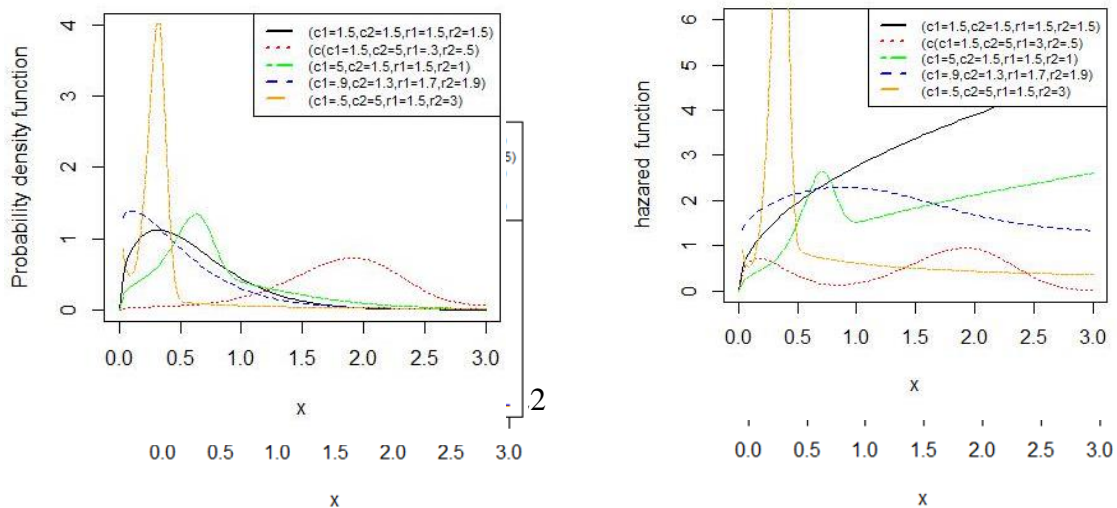 Probability density function
4
3
2
1
0
(c1=1.5,c2=1.5,r1=1.5,r2=1.5)
(c(c1=1.5,c2=5,r1=.3,r2=.5)
(c1=5,c2=1.5,r1=1.5,r2=1)
(c1=.9,c2=1.3,r1=1.7,r2=1.9)
(c1=.5,c2=5,r1=1.5,r2=3)
5)
0.0 0.5 1.0 1.5 2.0 2.5 3.0
x
.2
0.0 0.5 1.0 1.5 2.0 2.5 3.0
x
hazared function
6
5
4
3
2
1
0
(c1=1.5,c2=1.5,r1=1.5,r2=1.5)
(c(c1=1.5,c2=5,r1=3,r2=.5)
(c1=5,c2=1.5,r1=1.5,r2=1)
(c1=.9,c2=1.3,r1=1.7,r2=1.9)
(c1=.5,c2=5,r1=1.5,r2=3)
0.0 0.5 1.0 1.5 2.0 2.5 3.0
x
0.0 0.5 1.0 1.5 2.0 2.5 3.0
x